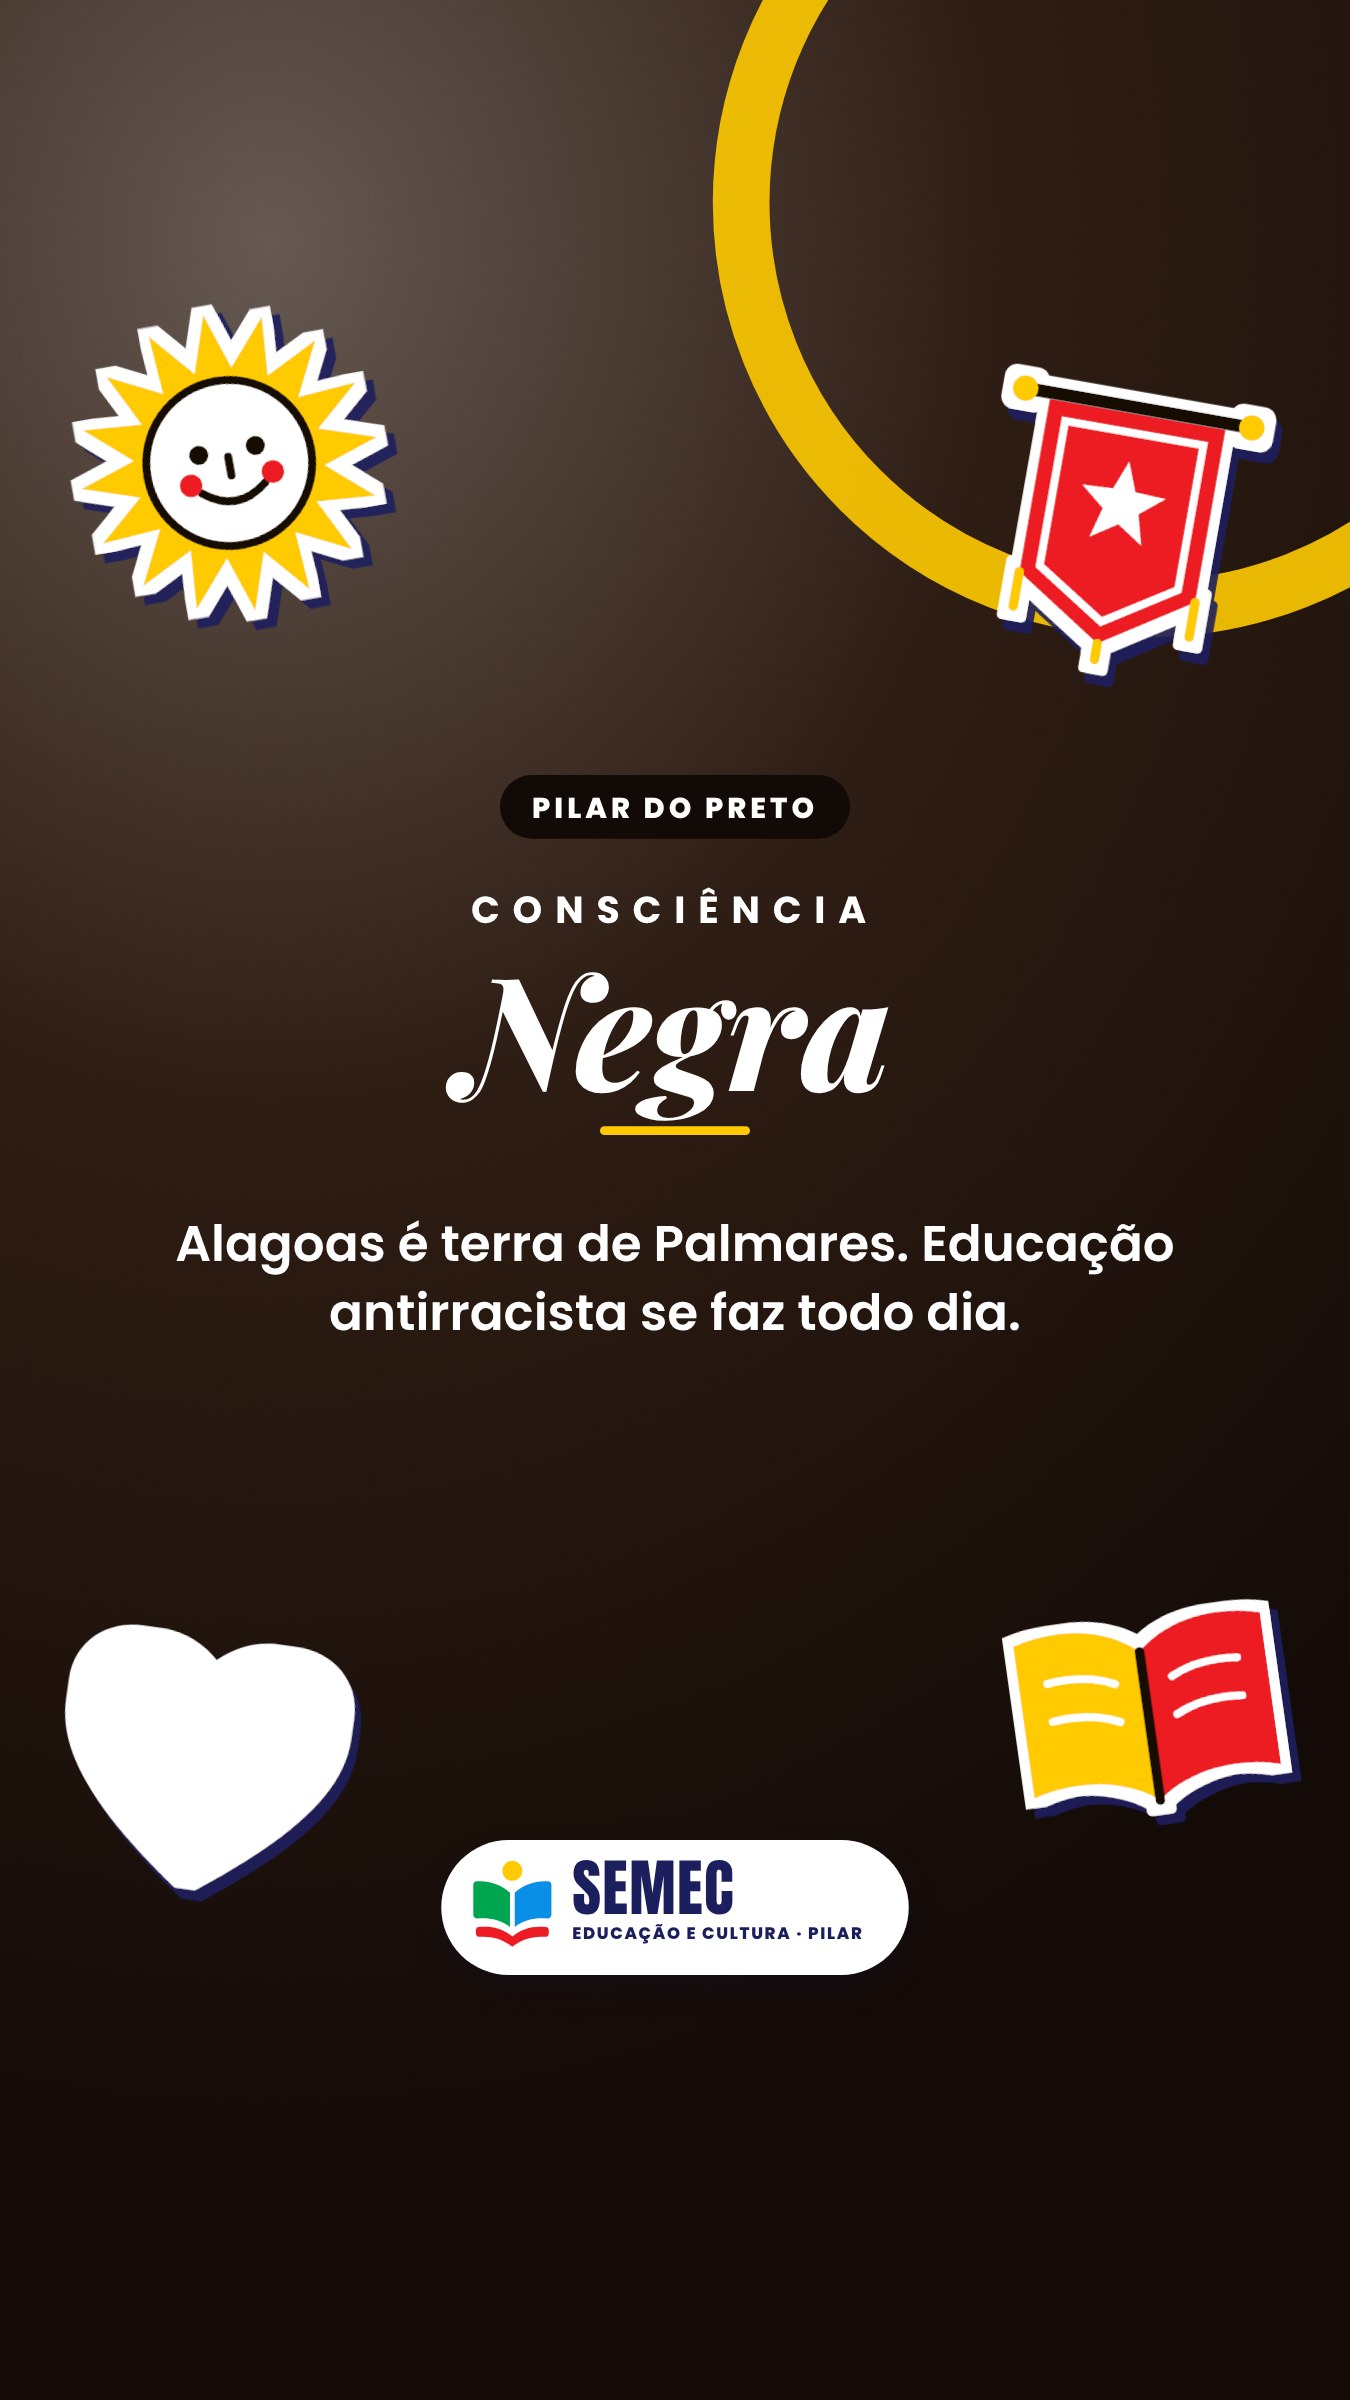 PILAR DO PRETO
CONSCIÊNCIA
Negra
Alagoas é terra de Palmares. Educação
antirracista se faz todo dia.
SEMEC
EDUCAÇÃO E CULTURA · PILAR